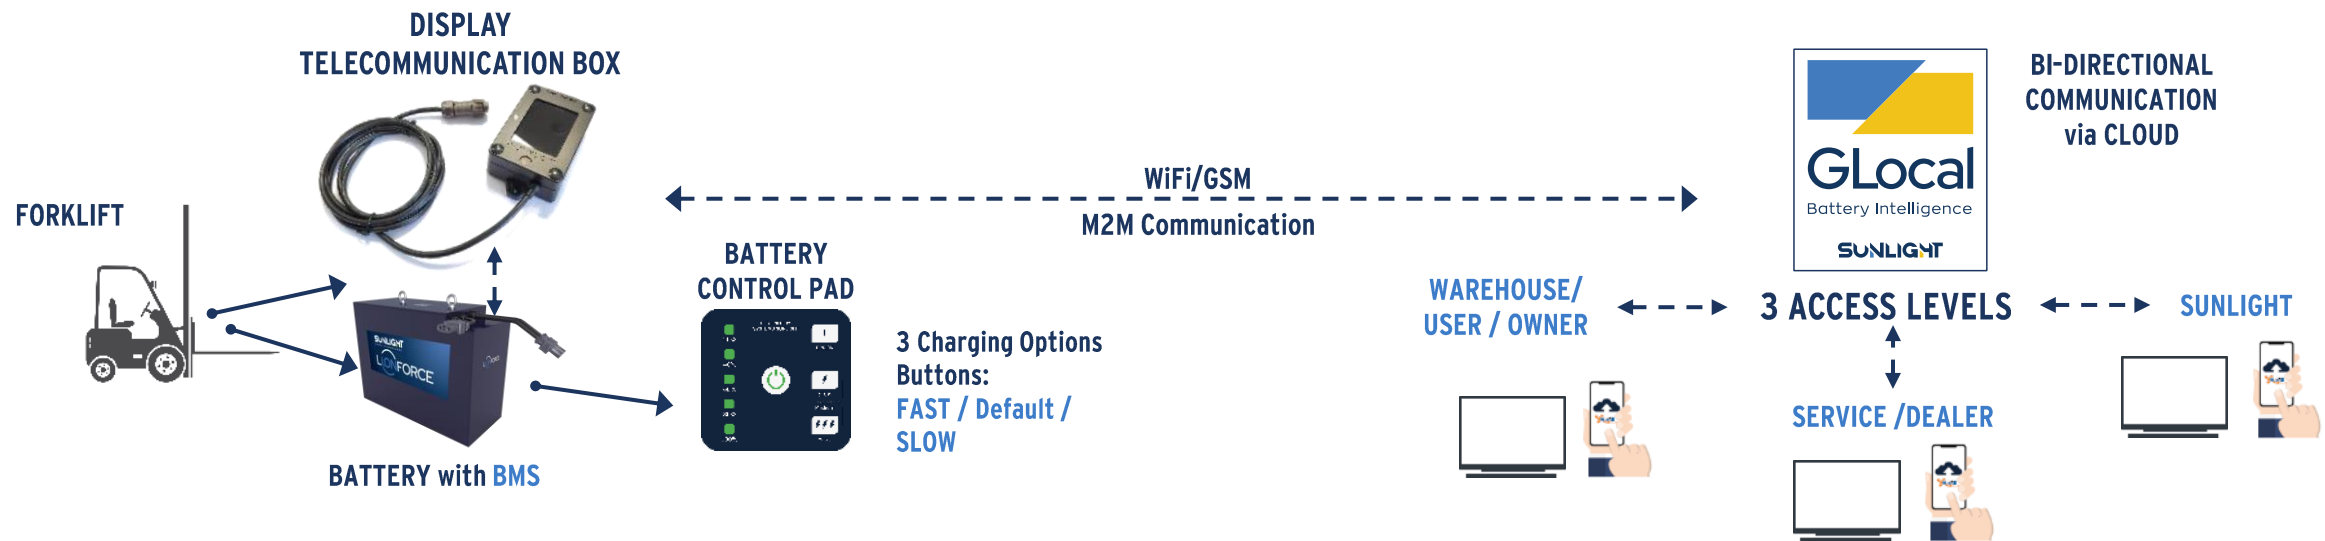 DISPLAY
TELECOMMUNICATION BOX
FORKLIFT
SUNLIGHT
LiONFORCE
BATTERY with BMS
BATTERY
CONTROL PAD
3 Charging Options
Buttons:
FAST / Default /
SLOW
WiFi/GSM
M2M Communication
GLocal
Battery Intelligence
SUNLIGHT
BI-DIRECTIONAL
COMMUNICATION
via CLOUD
WAREHOUSE/
USER / OWNER
3 ACCESS LEVELS
SUNLIGHT
SERVICE /DEALER